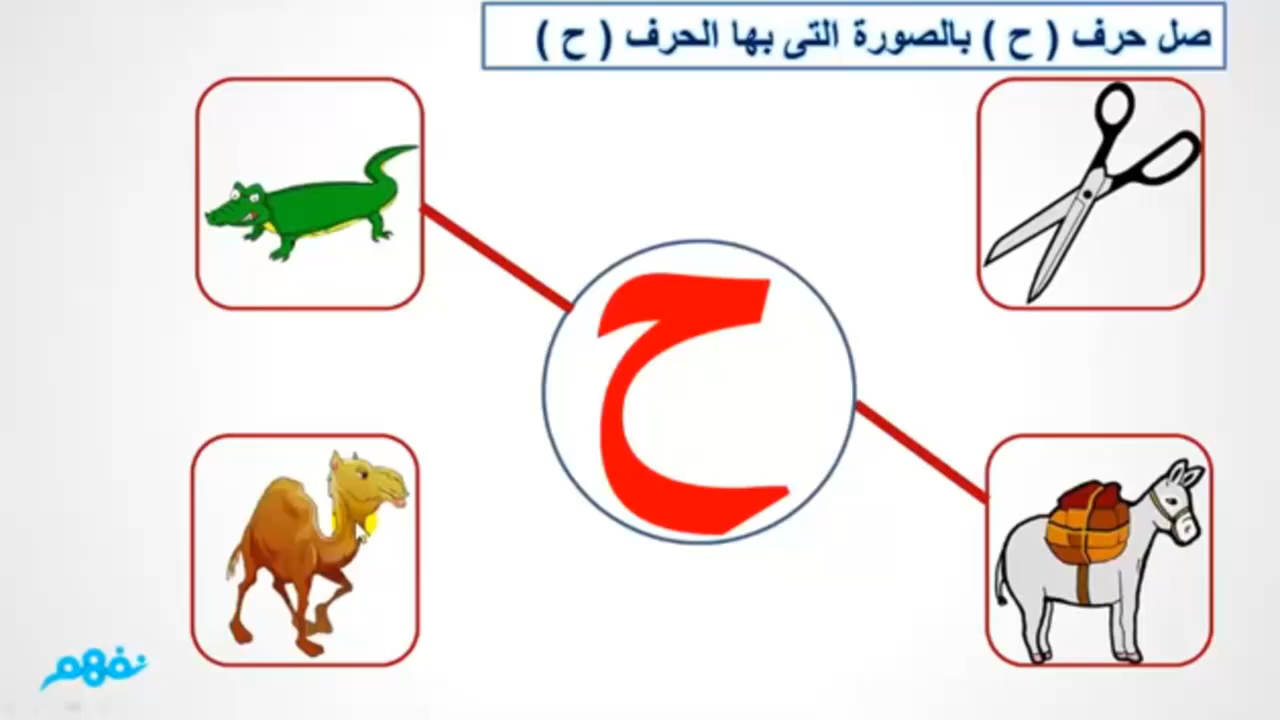 صل حرف ( ح ) بالصورة التى بها الحرف ( ح )
ح
نفهم